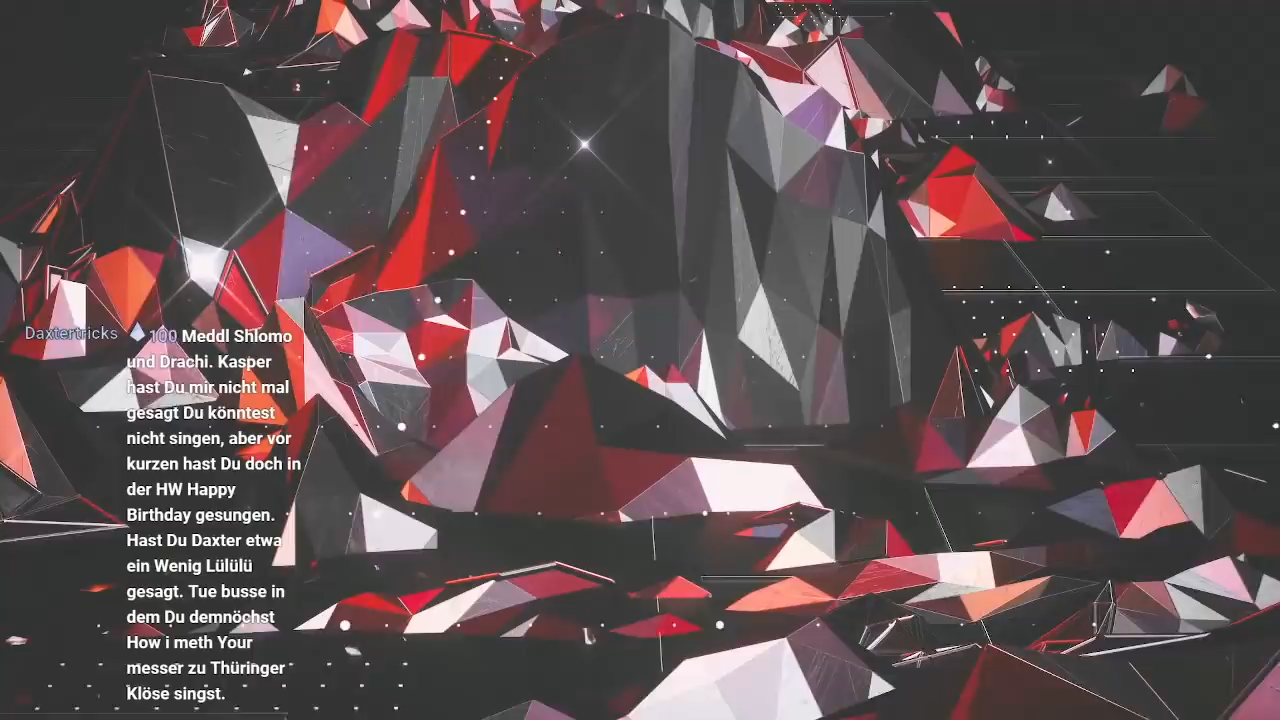 Daxtertricks 100 Meddl Shlomo
und Drachi. Kasper
hast Du mir nicht mal
gesagt Du könntest
nicht singen, aber vor
kurzen hast Du doch in
der HW Happy
Birthday gesungen.
Hast Du Daxter etwa
ein Wenig Lülülü
gesagt. Tue busse in
dem Du demnöchst
How i meth Your
messer zu Thüringer
Klöse singst.